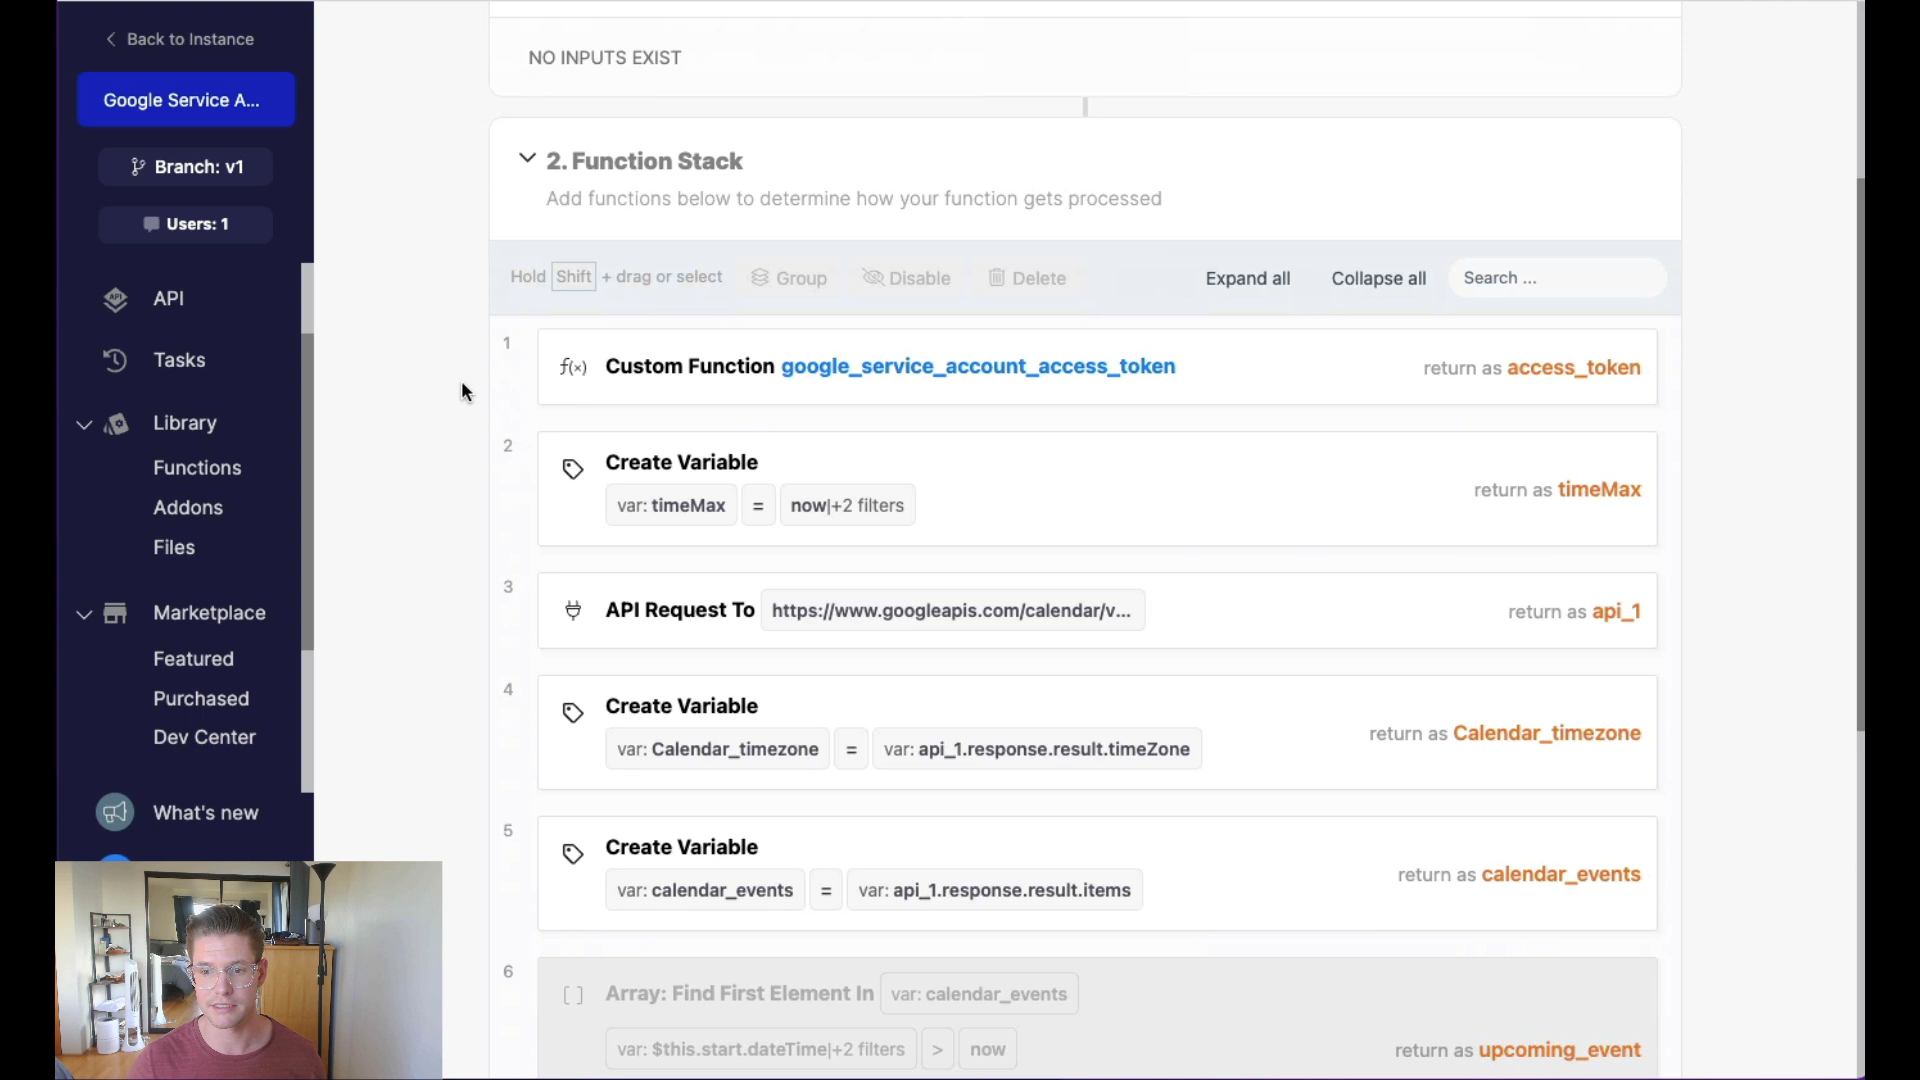 Back to Instance
Google Service A...
Branch: v1
Users: 1
API
Tasks
Library
Functions
Addons
Files
Marketplace
Featured
Purchased
Dev Center
What's new
NO INPUTS EXIST
2. Function Stack
Add functions below to determine how your function gets processed
Hold Shift + drag or select Group Disable Delete Expand all Collapse all Search ...
1
Custom Function google_service_account_access_token return as access_token
2
Create Variable
var: timeMax = now|+2 filters return as timeMax
3
API Request To https://www.googleapis.com/calendar/v... return as api_1
4
Create Variable
var: Calendar_timezone = var: api_1.response.result.timeZone return as Calendar_timezone
5
Create Variable
var: calendar_events = var: api_1.response.result.items return as calendar_events
6
Array: Find First Element In var: calendar_events
var: $this.start.dateTime|+2 filters > now return as upcoming_event